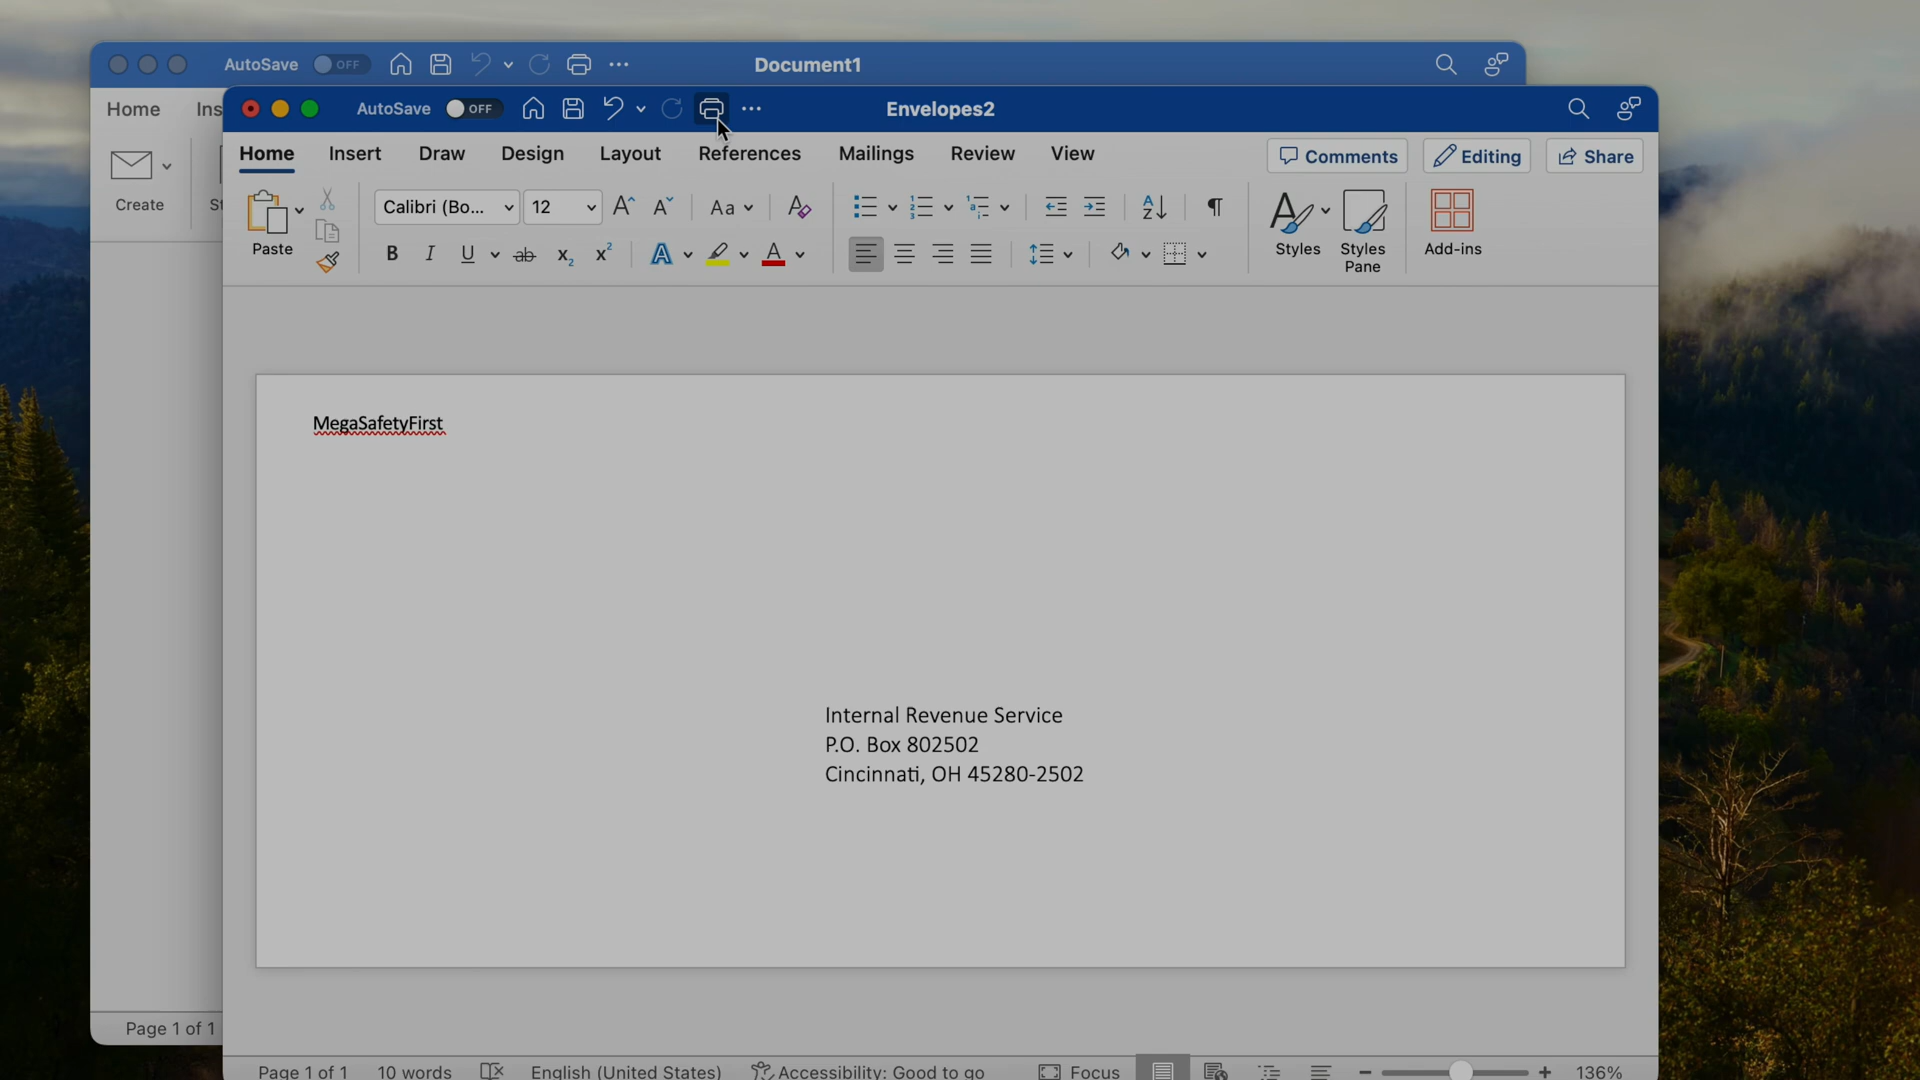 AutoSave OFF Document1
Home Ins
Create St
AutoSave OFF Envelopes2
Home Insert Draw Design Layout References Mailings Review View Comments Editing Share
Calibri (Bo... 12 Aa
Paste Styles Styles Pane Add-ins
MegaSafetyFirst
Internal Revenue Service
P.O. Box 802502
Cincinnati, OH 45280-2502
Page 1 of 1
Page 1 of 1 10 words English (United States) Accessibility: Good to go Focus 136%